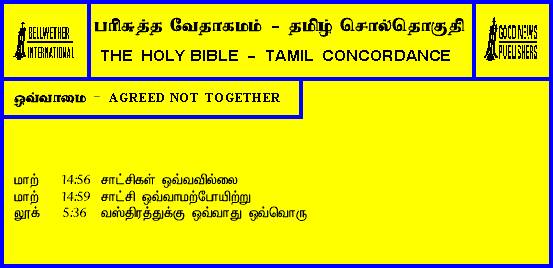 BELLWETHER
INTERNATIONAL
பரிசுத்த வேதாகமம் - தமிழ் சொல்தொகுதி
THE HOLY BIBLE - TAMIL CONCORDANCE
GOOD NEWS
PUBLISHERS
ஒவ்வாமை - AGREED NOT TOGETHER
மாற் 14:56 சாட்சிகள் ஒவ்வவில்லை
மாற் 14:59 சாட்சி ஒவ்வாமற்போயிற்று
லூக் 5:36 வஸ்திரத்துக்கு ஒவ்வாது ஒவ்வொரு